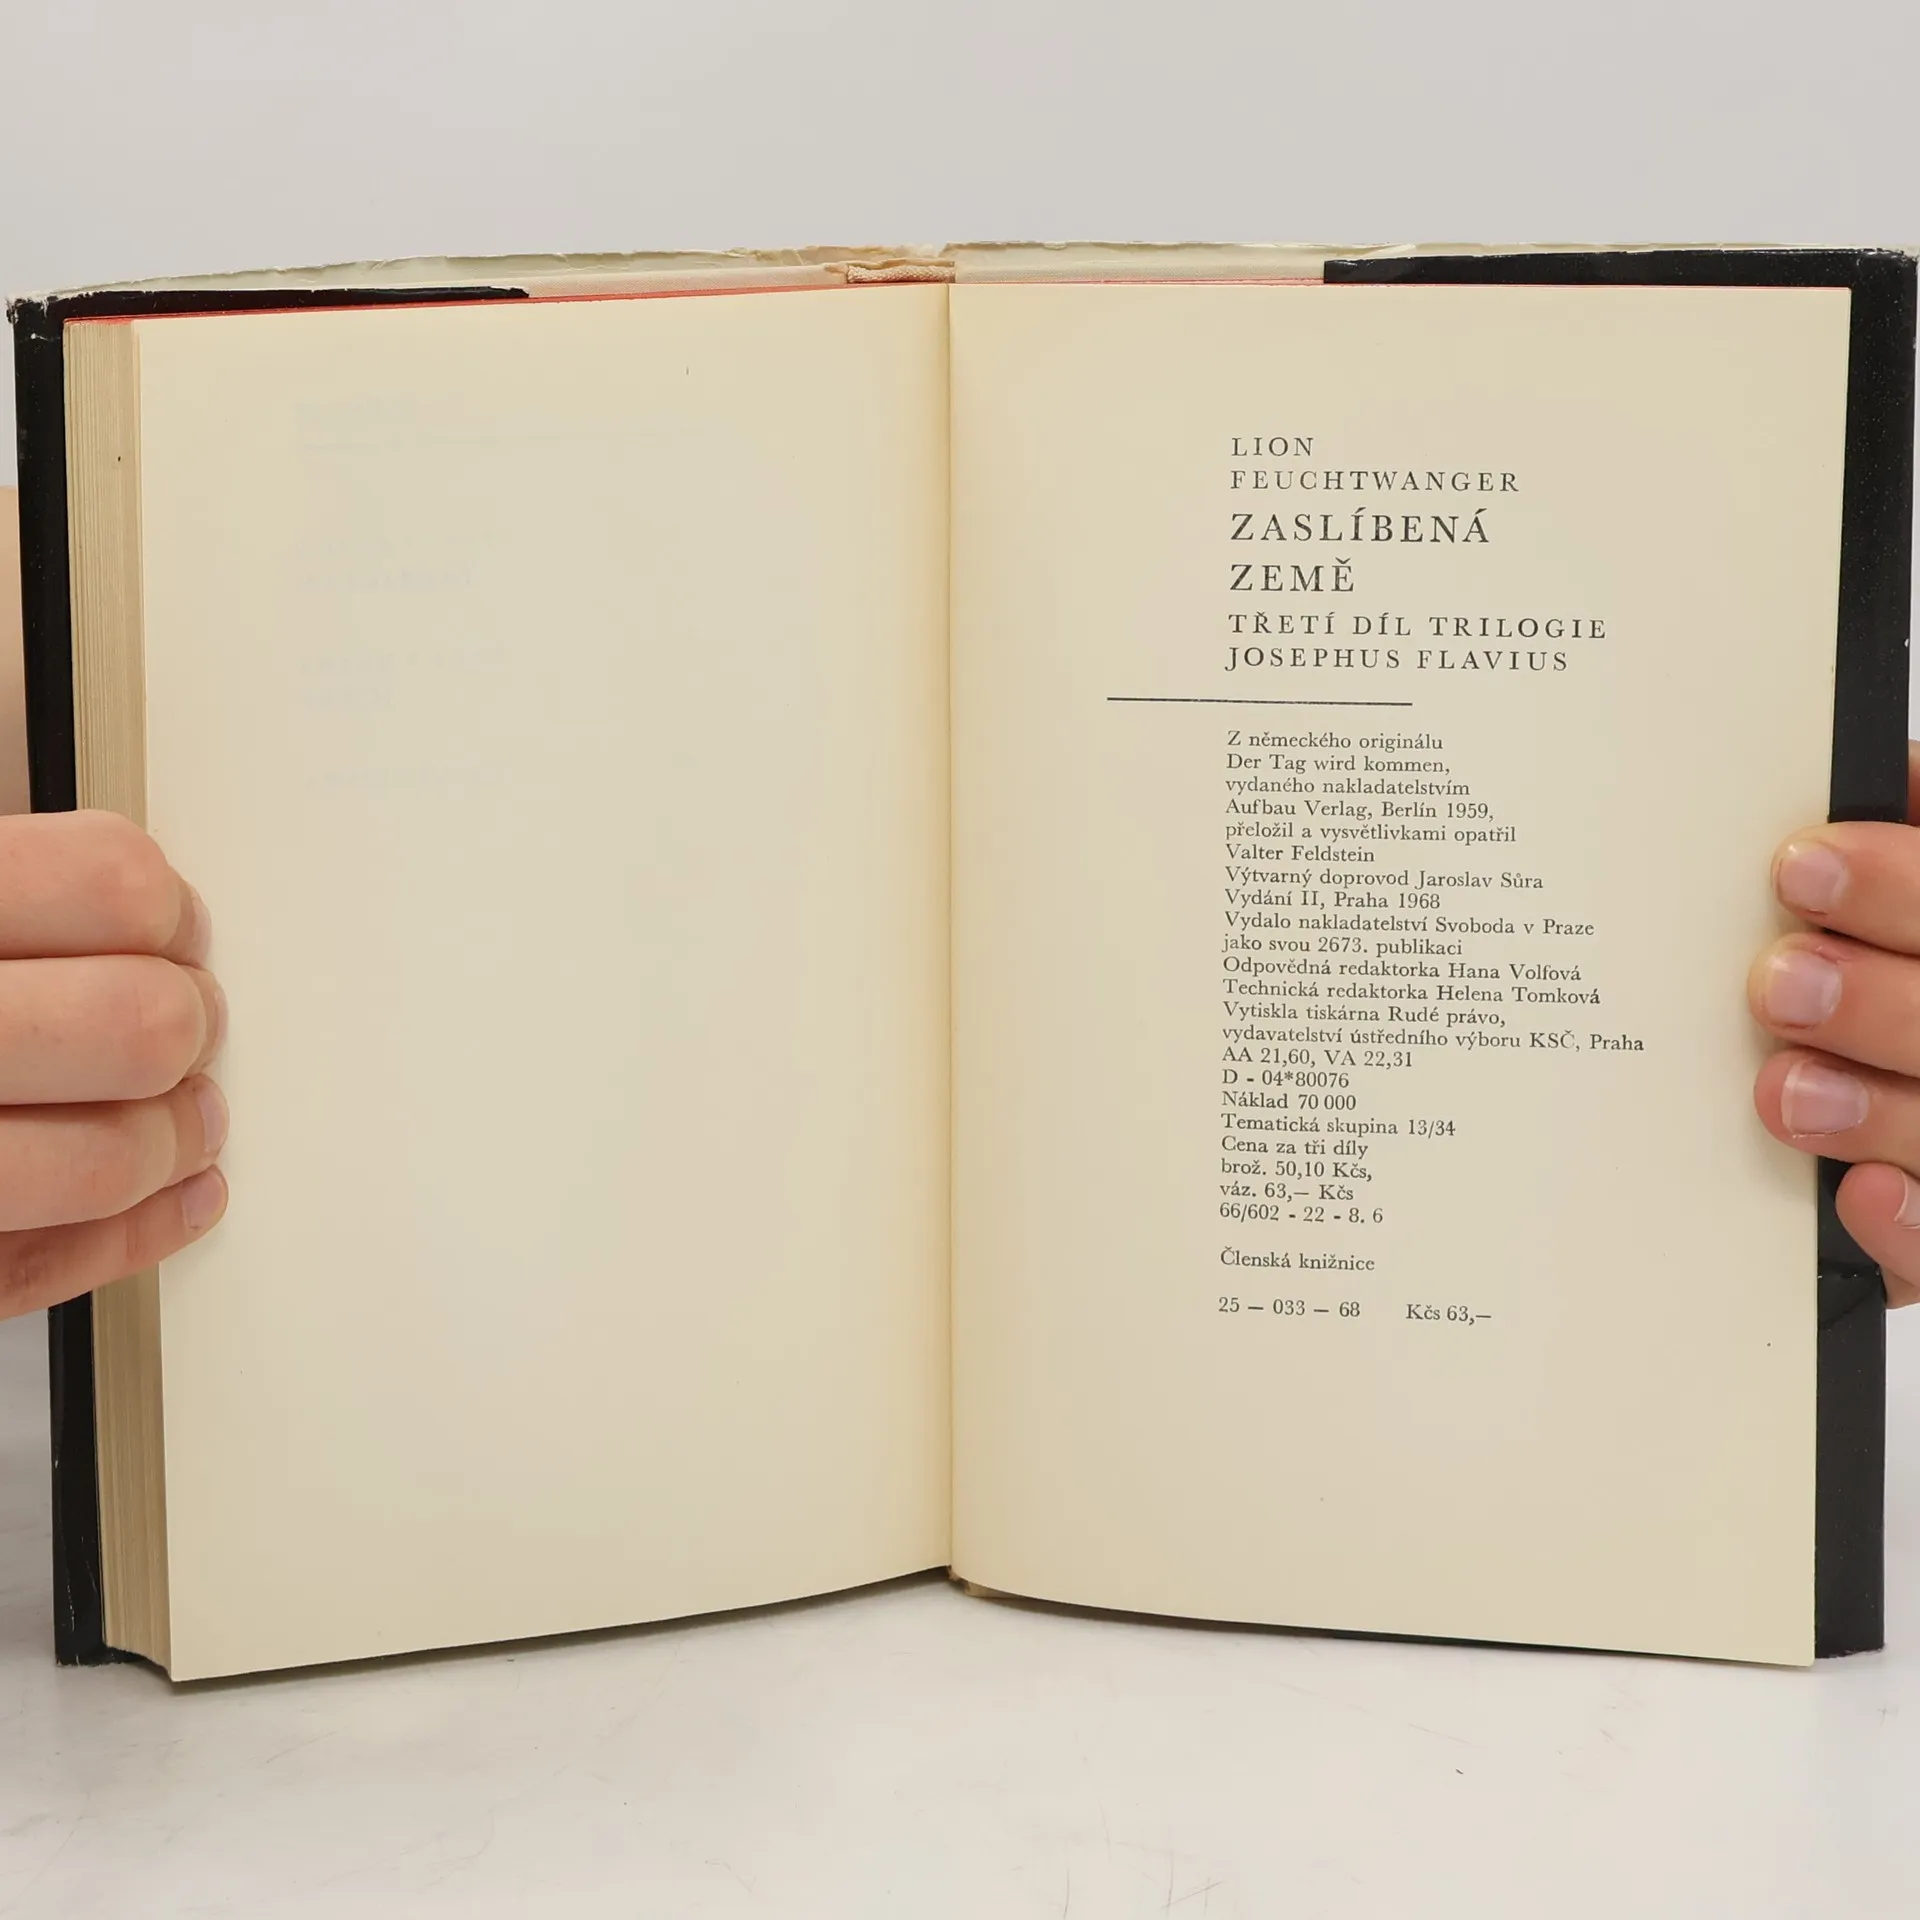 LION
FEUCHTWANGER
ZASLÍBENÁ
ZEMĚ
TŘETÍ DÍL TRILOGIE
JOSEPHUS FLAVIUS
Z německého originálu
Der Tag wird kommen,
vydaného nakladatelstvím
Aufbau Verlag, Berlín 1959,
přeložil a vysvětlivkami opatřil
Valter Feldstein
Výtvarný doprovod Jaroslav Sůra
Vydání II, Praha 1968
Vydalo nakladatelství Svoboda v Praze
jako svou 2673. publikaci
Odpovědná redaktorka Hana Volfová
Technická redaktorka Helena Tomková
Vytiskla tiskárna Rudé právo,
vydavatelství ústředního výboru KSČ, Praha
AA 21,60, VA 22,31
D - 04*80076
Náklad 70 000
Tematická skupina 13/34
Cena za tři díly
brož. 50,10 Kčs,
váz. 63,— Kčs
66/602 - 22 - 8. 6
Členská knižnice
25 — 033 — 68 Kčs 63,—